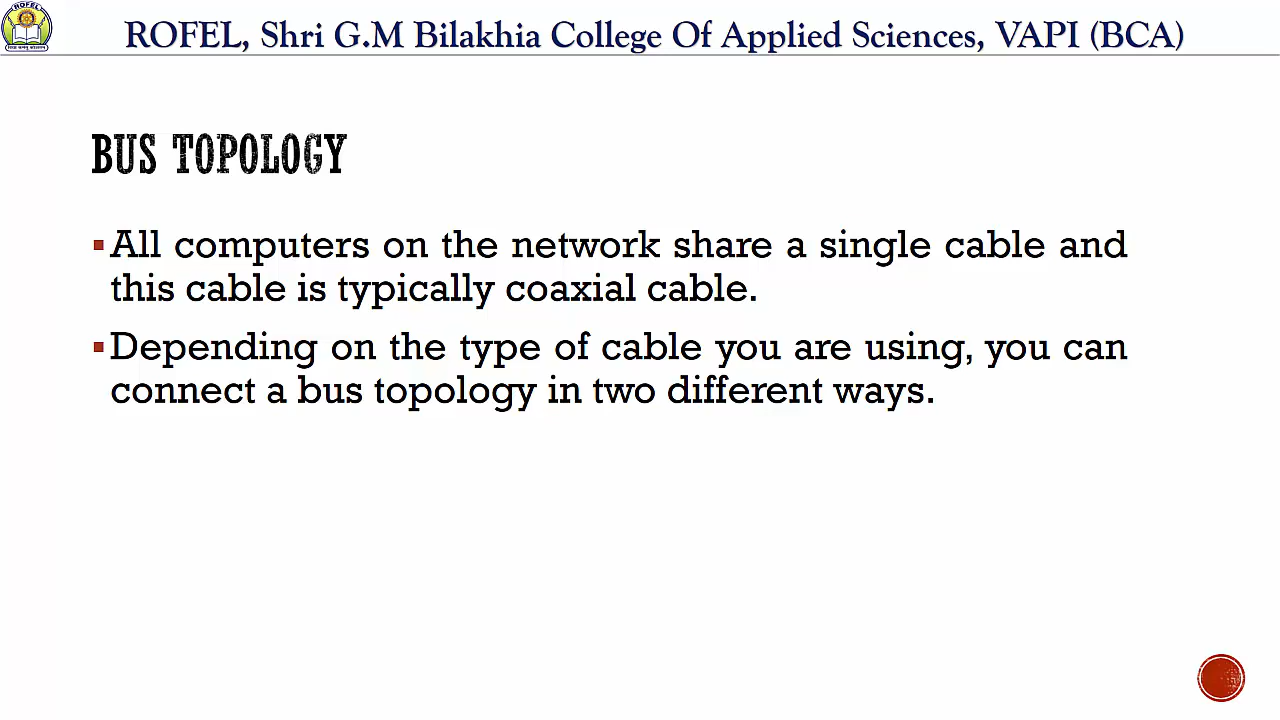 ROFEL
ROFEL, Shri G.M Bilakhia College Of Applied Sciences, VAPI (BCA)
BUS TOPOLOGY
▪All computers on the network share a single cable and
this cable is typically coaxial cable.
▪Depending on the type of cable you are using, you can
connect a bus topology in two different ways.